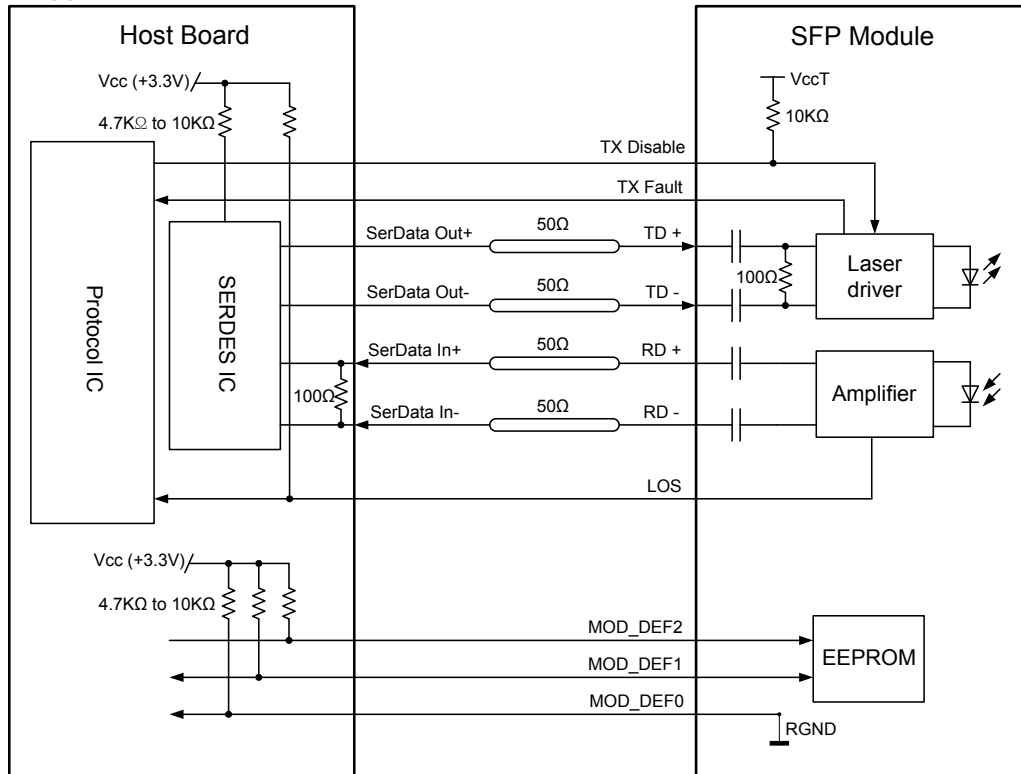 Host Board
SFP Module
Vcc (+3.3V)
VccT
4.7KΩ to 10KΩ
10KΩ
TX Disable
TX Fault
SerData Out+
50Ω
TD +
Laser
driver
100Ω
SerData Out-
50Ω
TD -
Protocol IC
SERDES IC
SerData In+
50Ω
RD +
100Ω
Amplifier
SerData In-
50Ω
RD -
LOS
Vcc (+3.3V)
4.7KΩ to 10KΩ
MOD_DEF2
EEPROM
MOD_DEF1
MOD_DEF0
RGND